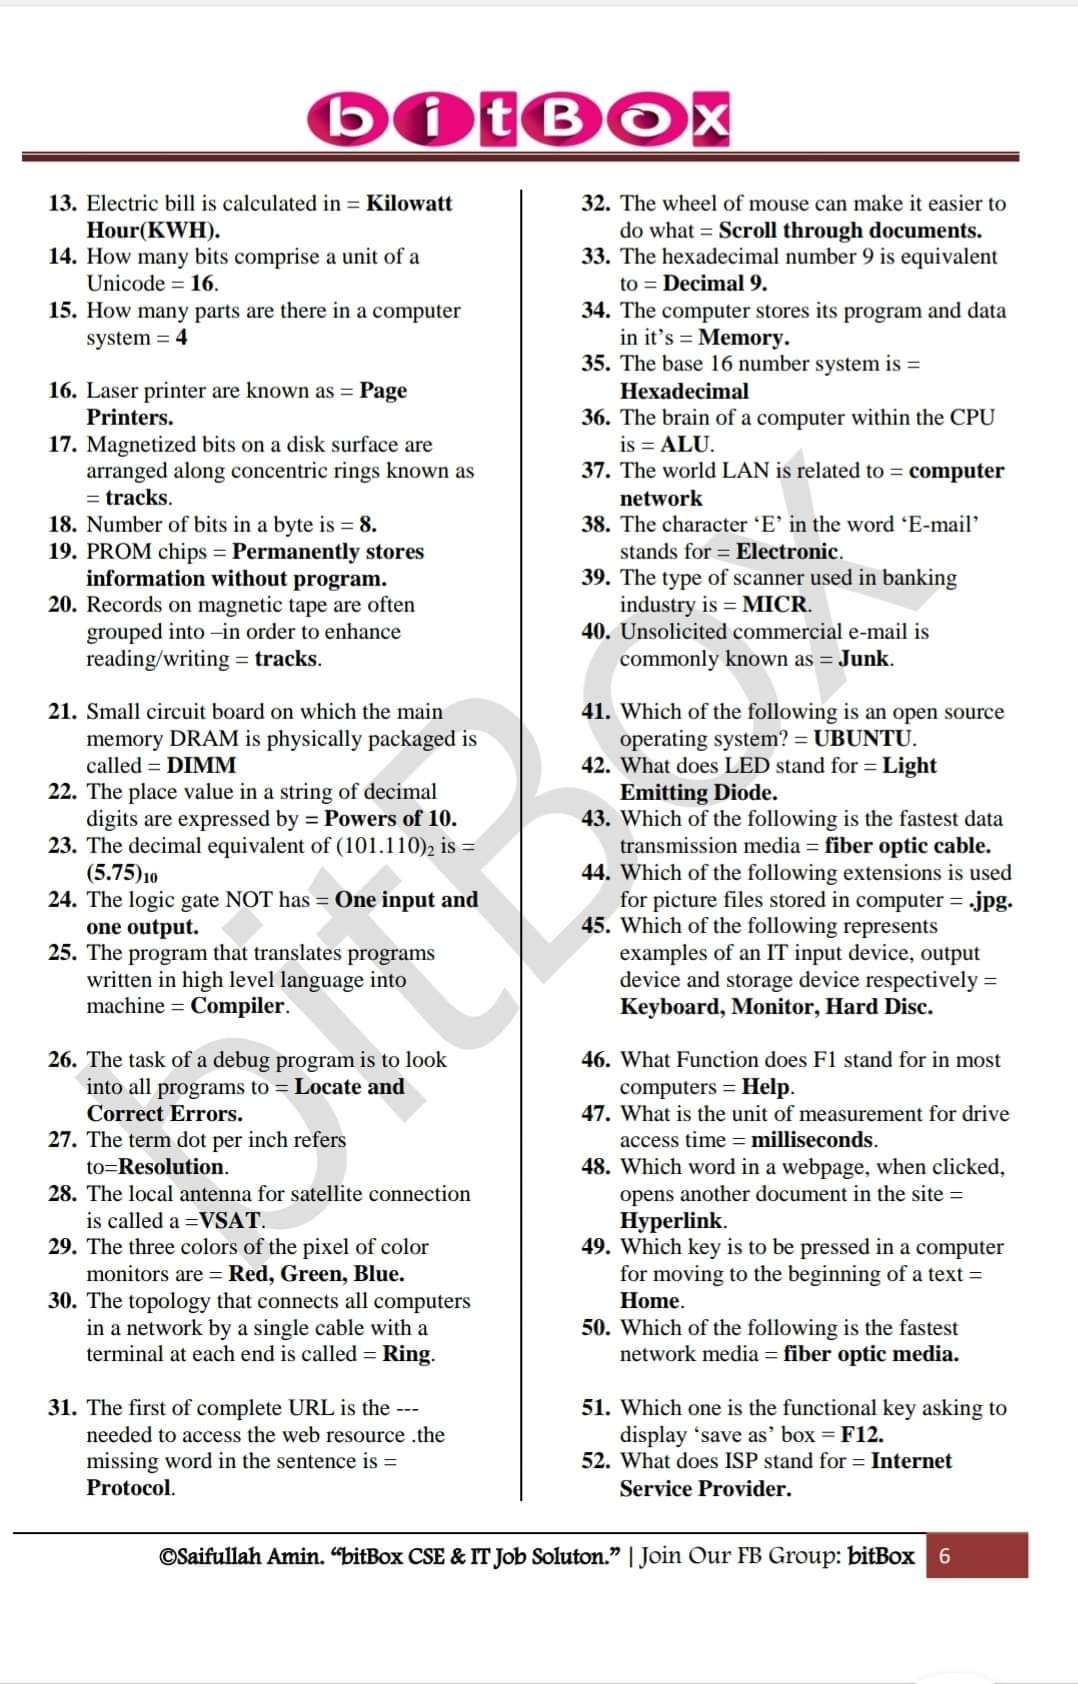 bitBox
13. Electric bill is calculated in = Kilowatt
Hour(KWH).
14. How many bits comprise a unit of a
Unicode = 16.
15. How many parts are there in a computer
system = 4
16. Laser printer are known as = Page
Printers.
17. Magnetized bits on a disk surface are
arranged along concentric rings known as
= tracks.
18. Number of bits in a byte is = 8.
19. PROM chips = Permanently stores
information without program.
20. Records on magnetic tape are often
grouped into –in order to enhance
reading/writing = tracks.
21. Small circuit board on which the main
memory DRAM is physically packaged is
called = DIMM
22. The place value in a string of decimal
digits are expressed by = Powers of 10.
23. The decimal equivalent of (101.110)₂ is =
(5.75)₁₀
24. The logic gate NOT has = One input and
one output.
25. The program that translates programs
written in high level language into
machine = Compiler.
26. The task of a debug program is to look
into all programs to = Locate and
Correct Errors.
27. The term dot per inch refers
to=Resolution.
28. The local antenna for satellite connection
is called a =VSAT.
29. The three colors of the pixel of color
monitors are = Red, Green, Blue.
30. The topology that connects all computers
in a network by a single cable with a
terminal at each end is called = Ring.
31. The first of complete URL is the ---
needed to access the web resource .the
missing word in the sentence is =
Protocol.
32. The wheel of mouse can make it easier to
do what = Scroll through documents.
33. The hexadecimal number 9 is equivalent
to = Decimal 9.
34. The computer stores its program and data
in it’s = Memory.
35. The base 16 number system is =
Hexadecimal
36. The brain of a computer within the CPU
is = ALU.
37. The world LAN is related to = computer
network
38. The character ‘E’ in the word ‘E-mail’
stands for = Electronic.
39. The type of scanner used in banking
industry is = MICR.
40. Unsolicited commercial e-mail is
commonly known as = Junk.
41. Which of the following is an open source
operating system? = UBUNTU.
42. What does LED stand for = Light
Emitting Diode.
43. Which of the following is the fastest data
transmission media = fiber optic cable.
44. Which of the following extensions is used
for picture files stored in computer = .jpg.
45. Which of the following represents
examples of an IT input device, output
device and storage device respectively =
Keyboard, Monitor, Hard Disc.
46. What Function does F1 stand for in most
computers = Help.
47. What is the unit of measurement for drive
access time = milliseconds.
48. Which word in a webpage, when clicked,
opens another document in the site =
Hyperlink.
49. Which key is to be pressed in a computer
for moving to the beginning of a text =
Home.
50. Which of the following is the fastest
network media = fiber optic media.
51. Which one is the functional key asking to
display ‘save as’ box = F12.
52. What does ISP stand for = Internet
Service Provider.
bitBox
©Saifullah Amin. “bitBox CSE & IT Job Soluton.” | Join Our FB Group: bitBox 6